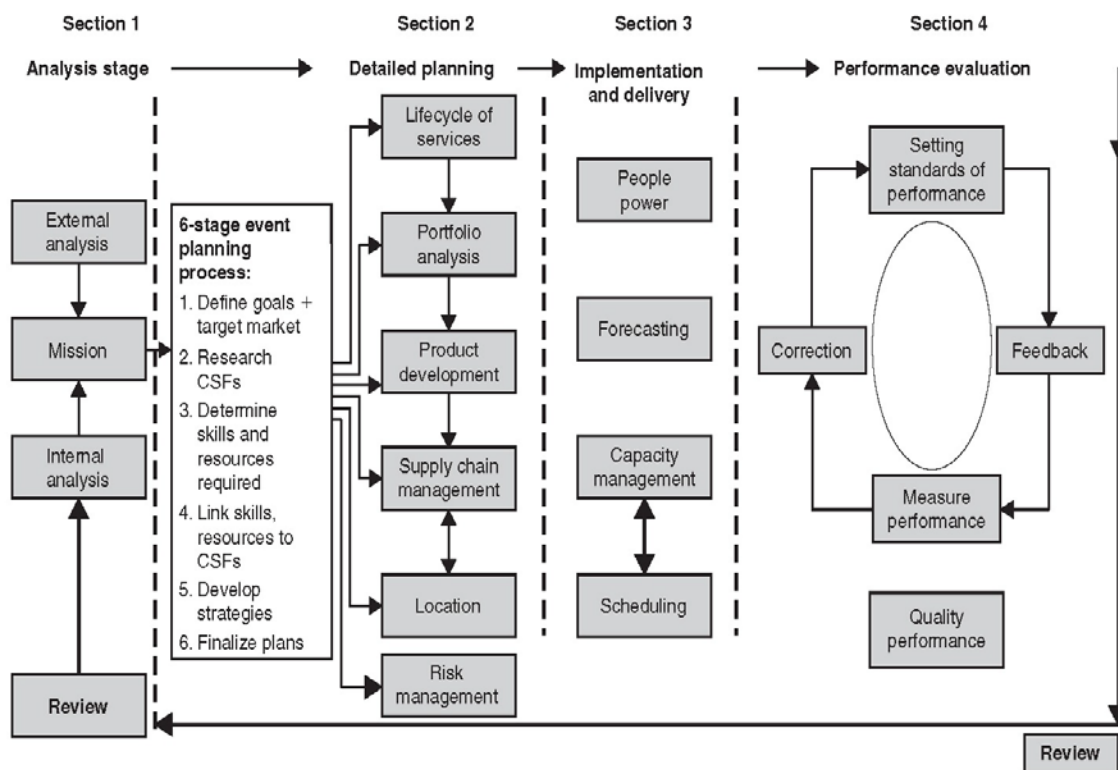 Section 1
Analysis stage
External
analysis
Mission
Internal
analysis
Review
6-stage event
planning
process:
1. Define goals +
target market
2. Research
CSFs
3. Determine
skills and
resources
required
4. Link skills,
resources to
CSFs
5. Develop
strategies
6. Finalize plans
Section 2
Detailed planning
Lifecycle of
services
Portfolio
analysis
Product
development
Supply chain
management
Location
Risk
management
Section 3
Implementation
and delivery
People
power
Forecasting
Capacity
management
Scheduling
Section 4
Performance evaluation
Setting
standards of
performance
Correction
Feedback
Measure
performance
Quality
performance
Review